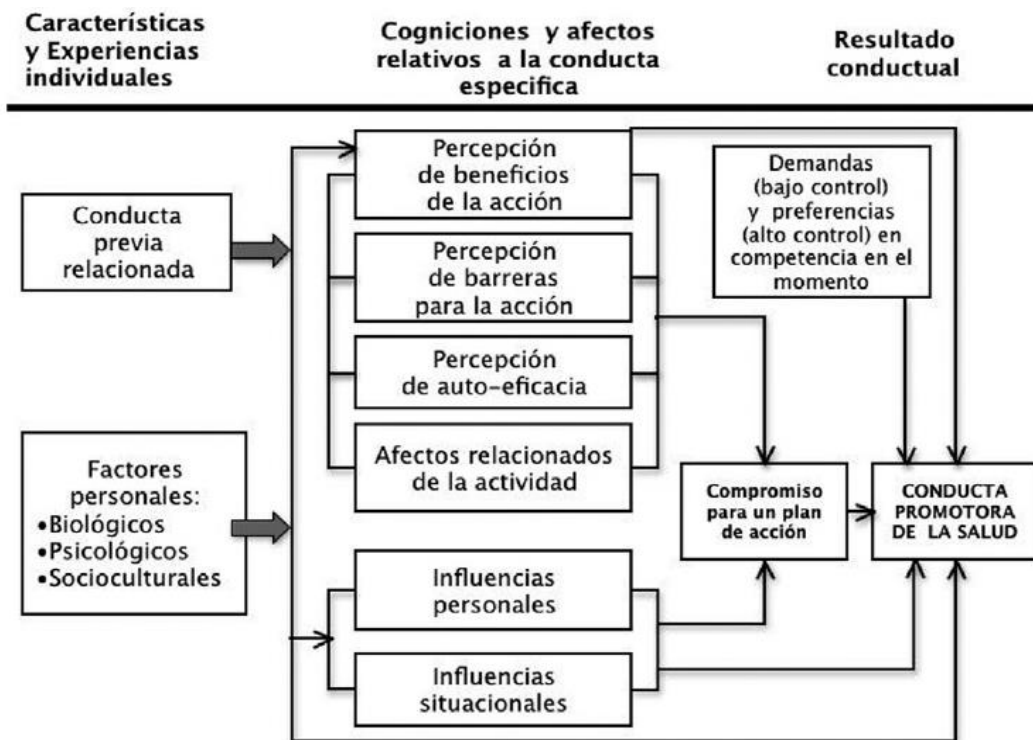 Características
y Experiencias
individuales
Cogniciones y afectos
relativos a la conducta
especifica
Resultado
conductual
Conducta
previa
relacionada
Factores
personales:
•Biológicos
•Psicológicos
•Socioculturales
Percepción
de beneficios
de la acción
Percepción
de barreras
para la acción
Percepción
de auto-eficacia
Afectos relacionados
de la actividad
Influencias
personales
Influencias
situacionales
Demandas
(bajo control)
y preferencias
(alto control) en
competencia en el
momento
Compromiso
para un plan
de acción
CONDUCTA
PROMOTORA
DE LA SALUD